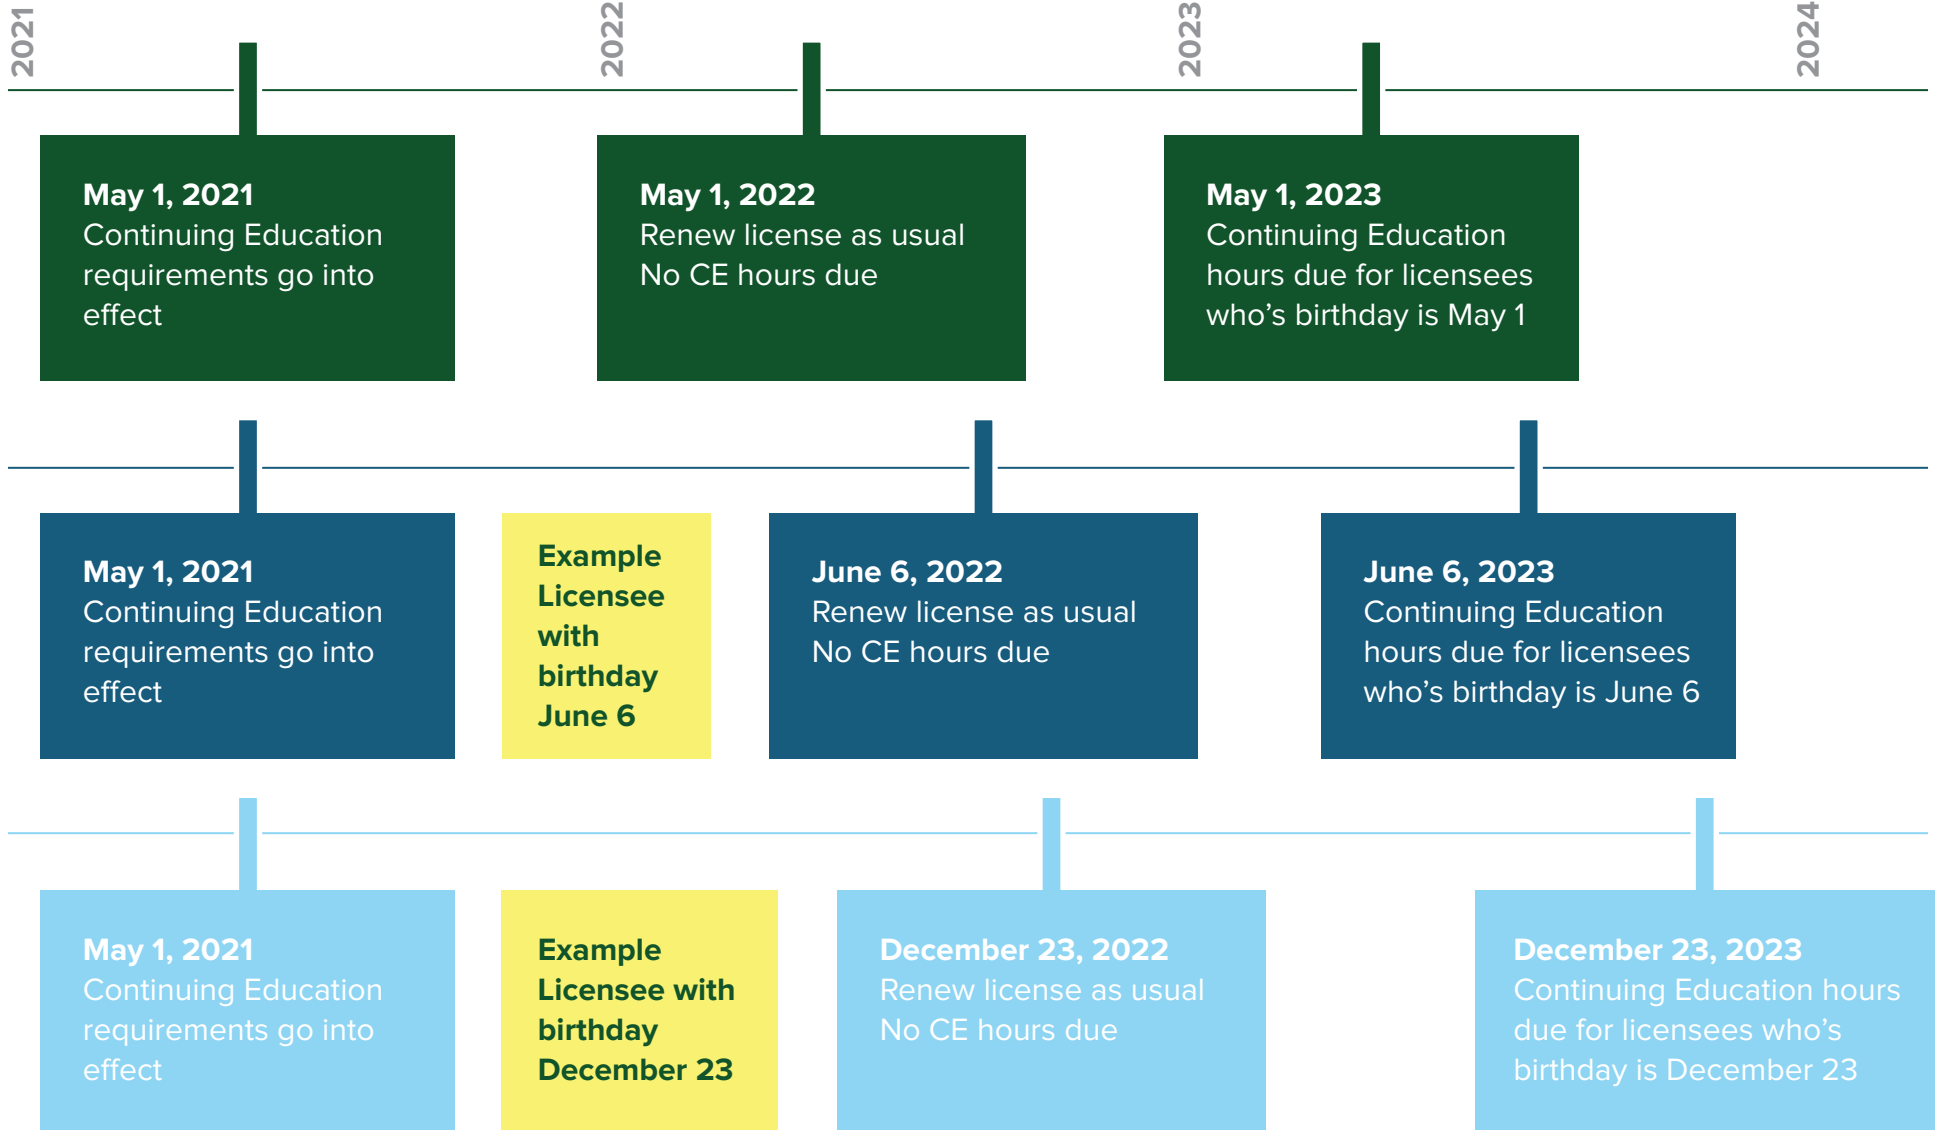 2021
2022
2023
2024
May 1, 2021
Continuing Education
requirements go into
effect
May 1, 2022
Renew license as usual
No CE hours due
May 1, 2023
Continuing Education
hours due for licensees
who’s birthday is May 1
May 1, 2021
Continuing Education
requirements go into
effect
Example
Licensee
with
birthday
June 6
June 6, 2022
Renew license as usual
No CE hours due
June 6, 2023
Continuing Education
hours due for licensees
who’s birthday is June 6
May 1, 2021
Continuing Education
requirements go into
effect
Example
Licensee with
birthday
December 23
December 23, 2022
Renew license as usual
No CE hours due
December 23, 2023
Continuing Education hours
due for licensees who’s
birthday is December 23